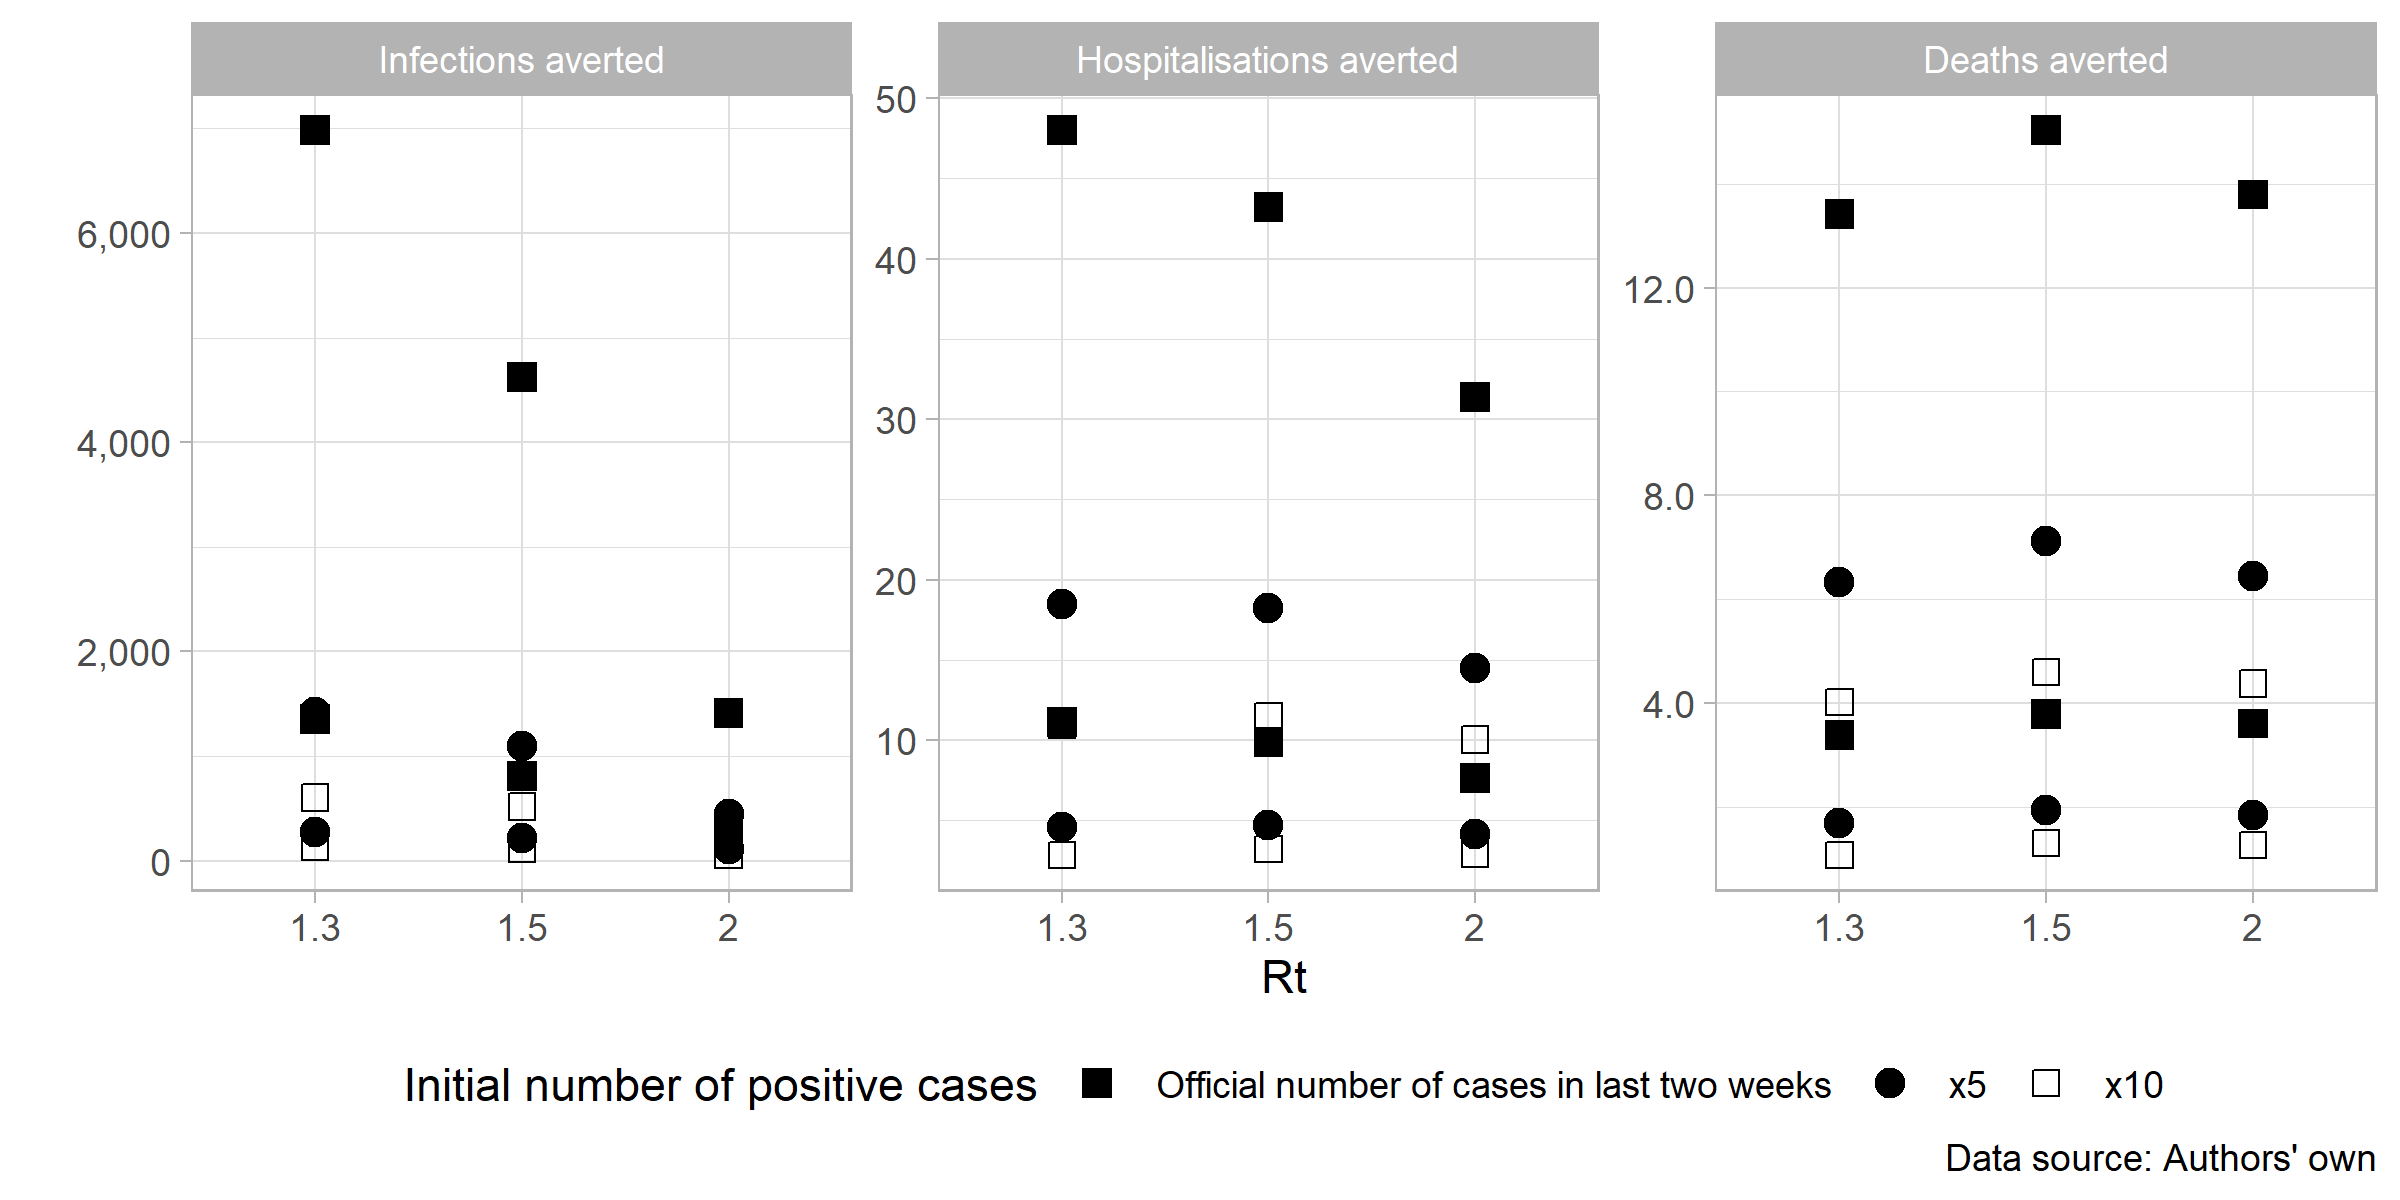 Infections averted
Hospitalisations averted
Deaths averted
6,000
4,000
2,000
0
50
40
30
20
10
12.0
8.0
4.0
1.3 1.5 2
1.3 1.5 2
1.3 1.5 2
Rt
Initial number of positive cases Official number of cases in last two weeks x5 x10
Data source: Authors' own